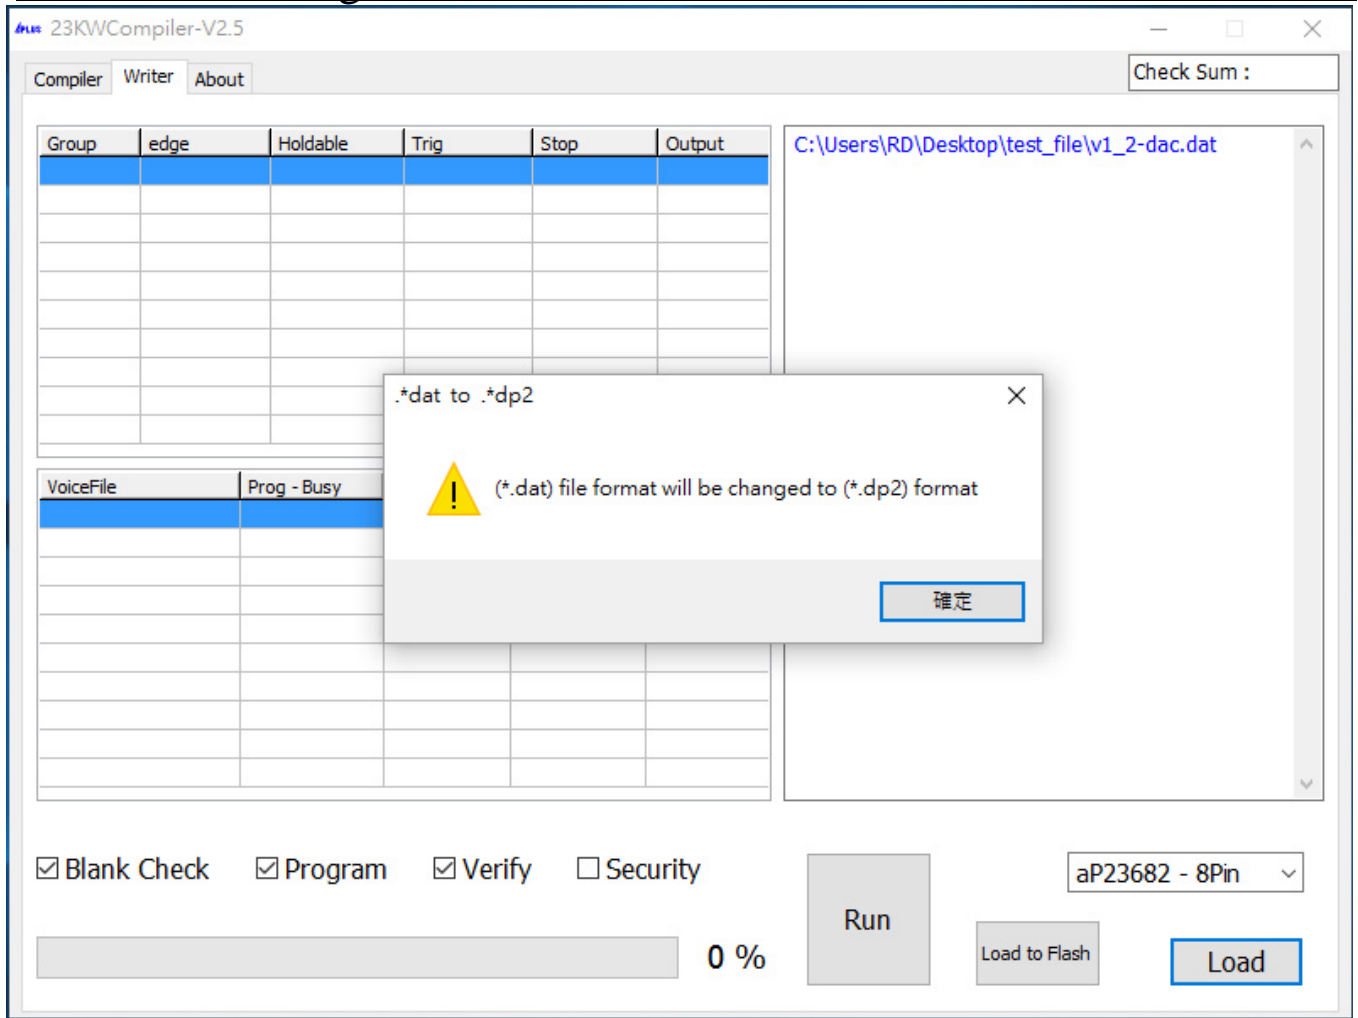 aPLUS 23KWCompiler-V2.5
Compiler Writer About
Check Sum :
Group edge Holdable Trig Stop Output
C:\Users\RD\Desktop\test_file\v1_2-dac.dat
.*dat to .*dp2
(*.dat) file format will be changed to (*.dp2) format
確定
VoiceFile Prog - Busy
Blank Check Program Verify Security
aP23682 - 8Pin
Run
0 %
Load to Flash
Load